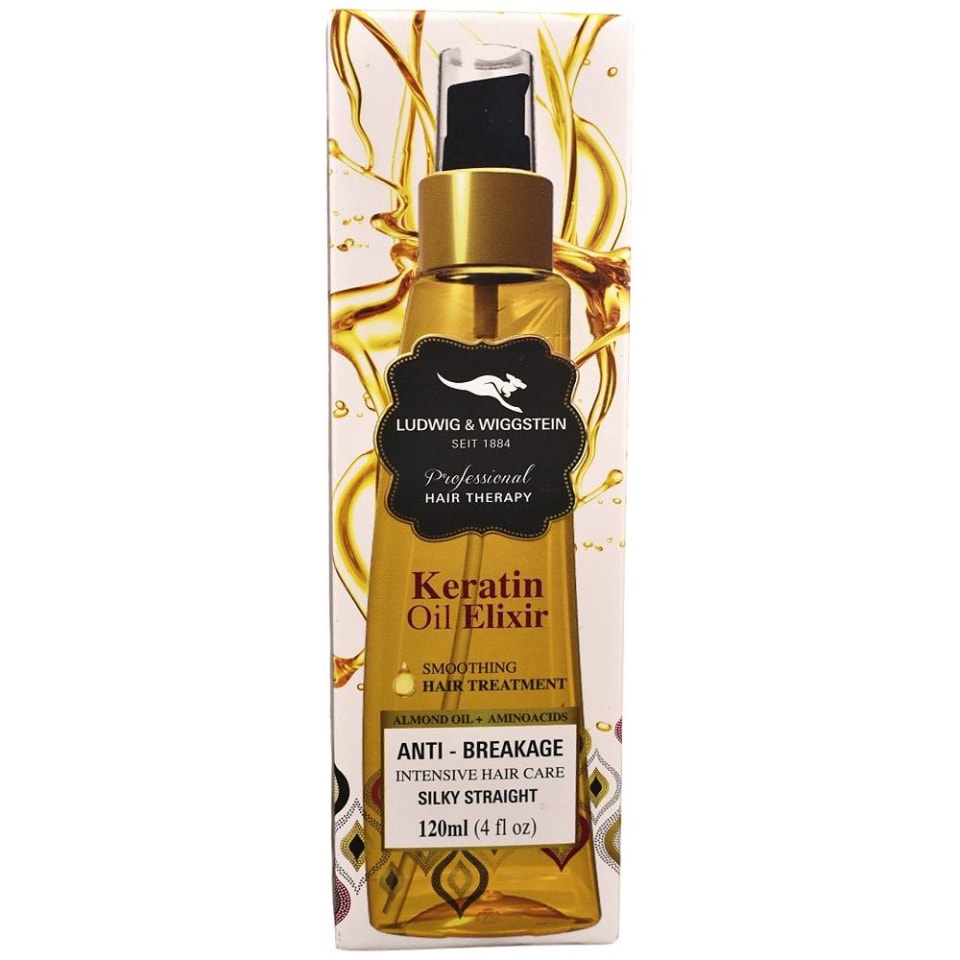 LUDWIG & WIGGSTEIN
SEIT 1884
Professional
HAIR THERAPY
Keratin
Oil Elixir
SMOOTHING
HAIR TREATMENT
ALMOND OIL + AMINOACIDS
ANTI - BREAKAGE
INTENSIVE HAIR CARE
SILKY STRAIGHT
120ml (4 fl oz)